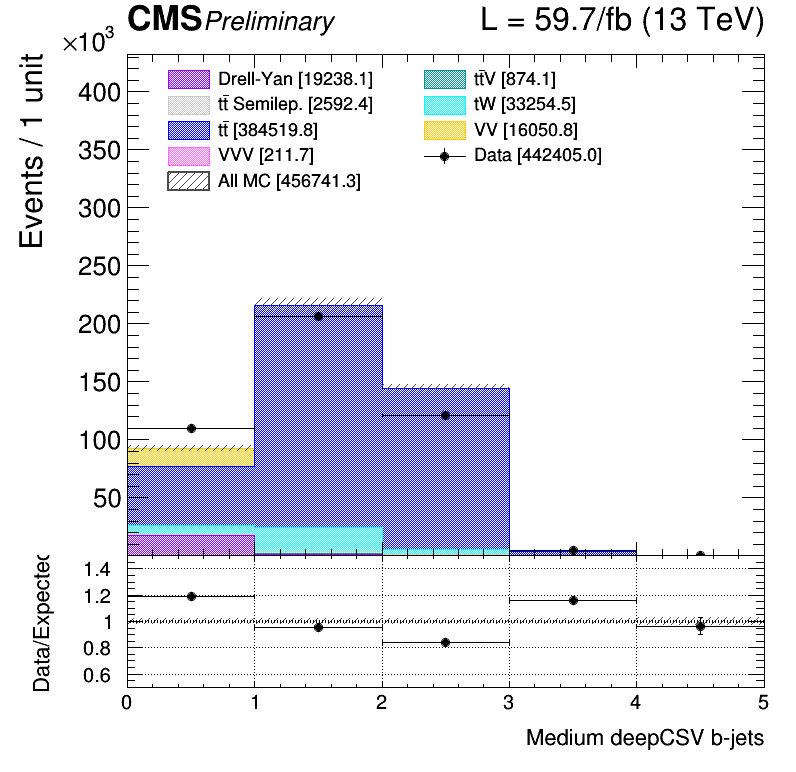 CMS Preliminary L = 59.7/fb (13 TeV)
×10³
Events / 1 unit
400
350
300
250
200
150
100
50
Drell-Yan [19238.1]
tt̄ Semilep. [2592.4]
tt̄ [384519.8]
VVV [211.7]
All MC [456741.3]
tt̄V [874.1]
tW [33254.5]
VV [16050.8]
Data [442405.0]
Data/Expected
1.4
1.2
1
0.8
0.6
0 1 2 3 4 5
Medium deepCSV b-jets